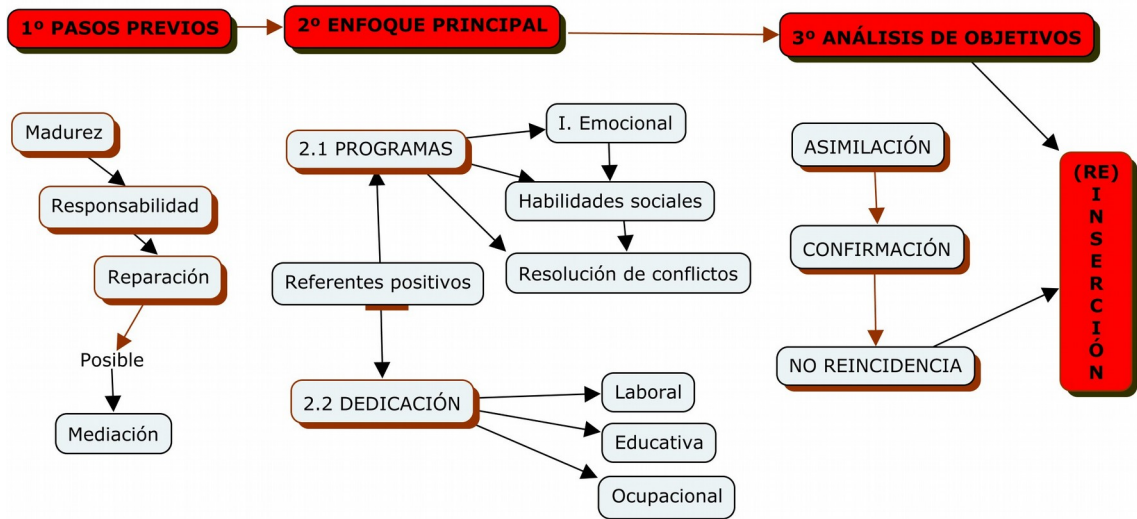 1º PASOS PREVIOS
2º ENFOQUE PRINCIPAL
3º ANÁLISIS DE OBJETIVOS
Madurez
Responsabilidad
Reparación
Posible
Mediación
2.1 PROGRAMAS
I. Emocional
Habilidades sociales
Resolución de conflictos
Referentes positivos
2.2 DEDICACIÓN
Laboral
Educativa
Ocupacional
ASIMILACIÓN
CONFIRMACIÓN
NO REINCIDENCIA
(RE)
I
N
S
E
R
C
I
Ó
N